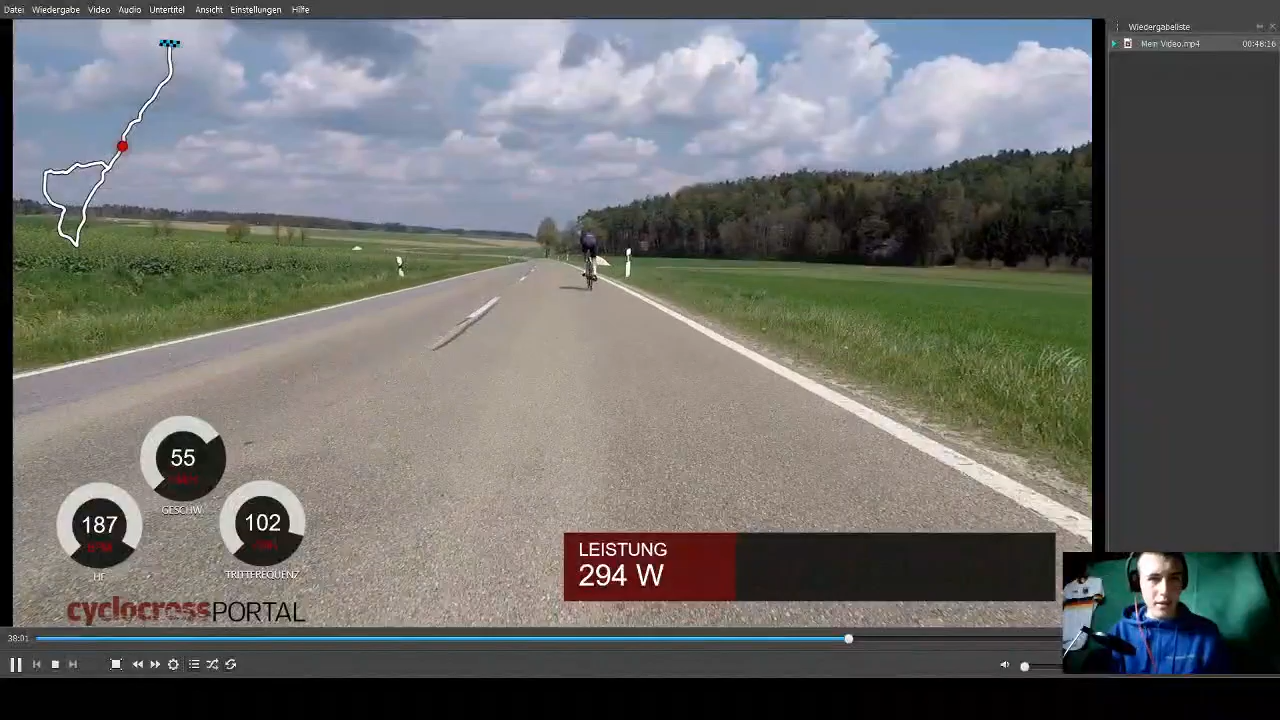 Datei Wiedergabe Video Audio Untertitel Ansicht Einstellungen Hilfe
Wiedergabeliste
Mein Video.mp4 00:46:16
55
GESCHW
187
HF
102
TRITTFREQUENZ
LEISTUNG
294 W
cyclocrossPORTAL
38:01